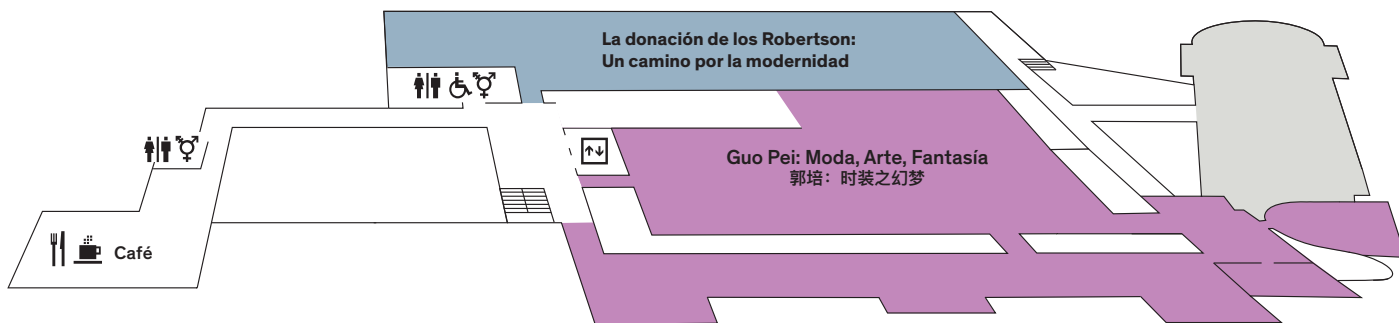 La donación de los Robertson:
Un camino por la modernidad
Guo Pei: Moda, Arte, Fantasía
郭培：时装之幻梦
Café